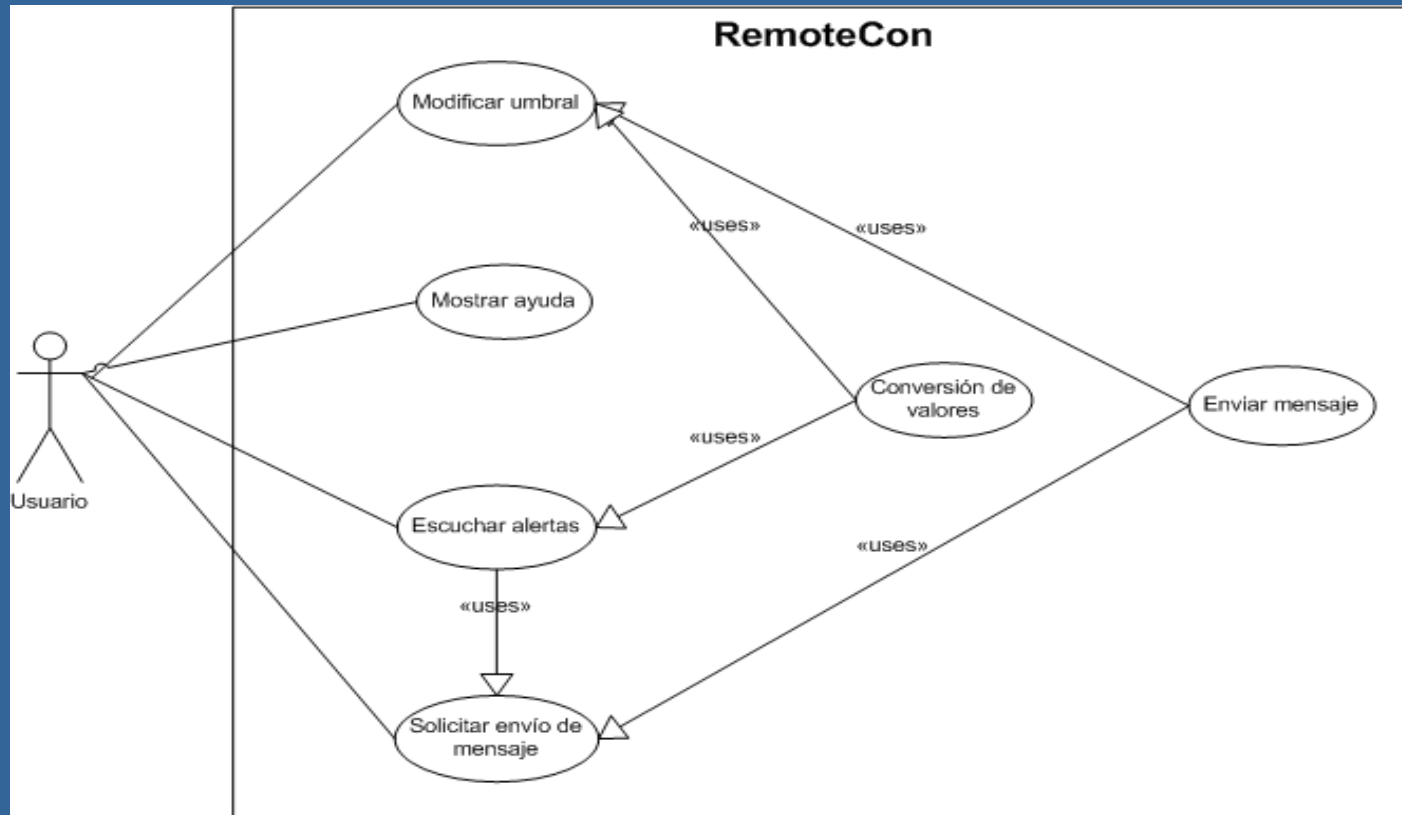 RemoteCon
Modificar umbral
«uses»
«uses»
Mostrar ayuda
Conversión de
valores
Enviar mensaje
«uses»
Usuario
Escuchar alertas
«uses»
«uses»
Solicitar envío de
mensaje